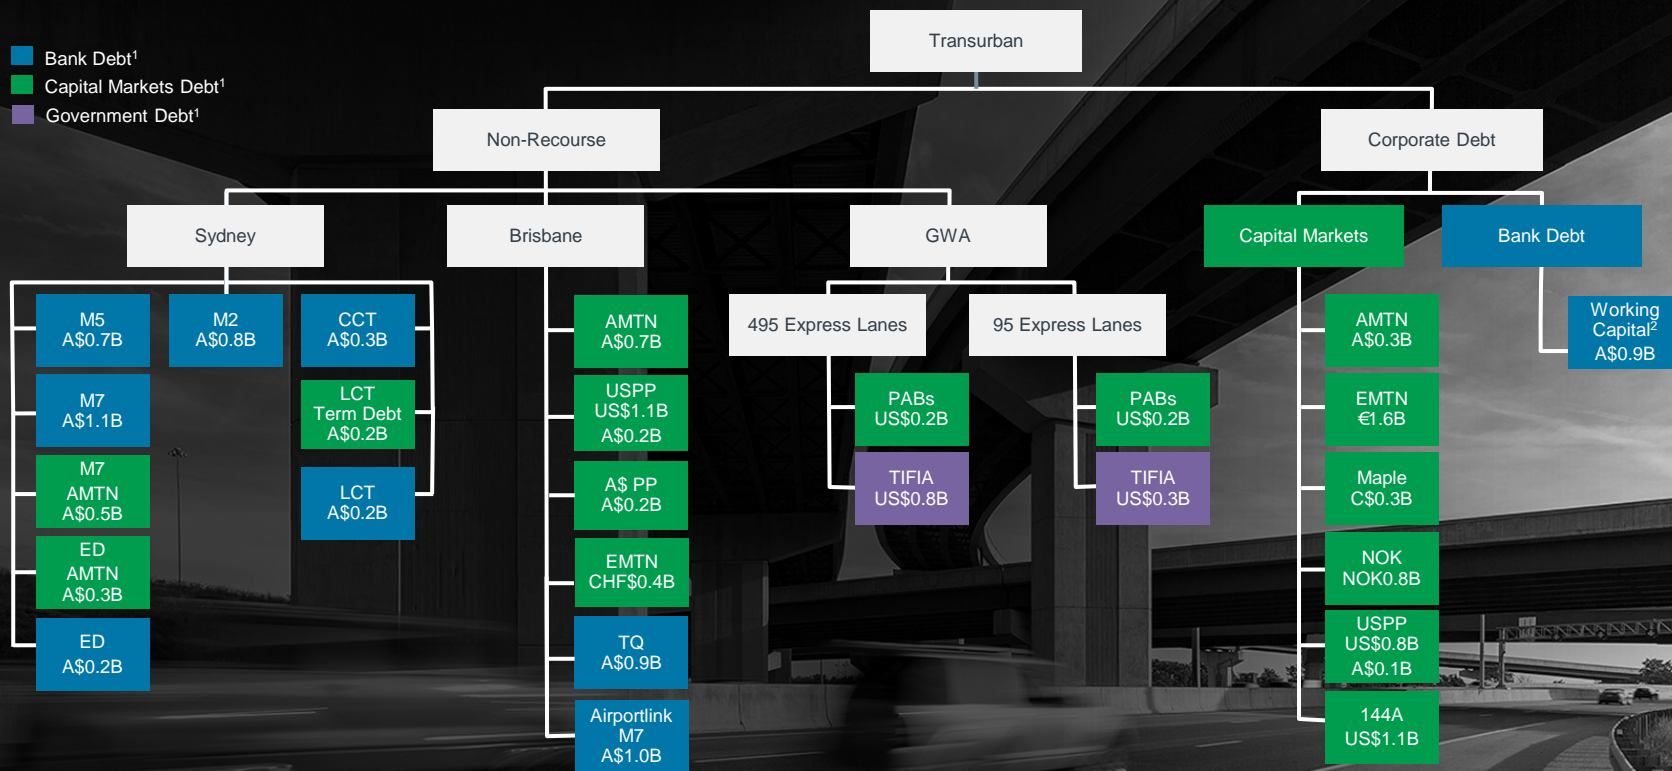 Transurban
Bank Debt¹
Capital Markets Debt¹
Government Debt¹
Non-Recourse
Corporate Debt
Sydney
Brisbane
GWA
Capital Markets
Bank Debt
M5
A$0.7B
M2
A$0.8B
CCT
A$0.3B
M7
A$1.1B
LCT
Term Debt
A$0.2B
M7
AMTN
A$0.5B
LCT
A$0.2B
ED
AMTN
A$0.3B
ED
A$0.2B
AMTN
A$0.7B
USPP
US$1.1B
A$0.2B
A$ PP
A$0.2B
EMTN
CHF$0.4B
TQ
A$0.9B
Airportlink
M7
A$1.0B
495 Express Lanes
95 Express Lanes
PABs
US$0.2B
TIFIA
US$0.8B
PABs
US$0.2B
TIFIA
US$0.3B
AMTN
A$0.3B
EMTN
€1.6B
Maple
C$0.3B
NOK
NOK0.8B
USPP
US$0.8B
A$0.1B
144A
US$1.1B
Working
Capital²
A$0.9B